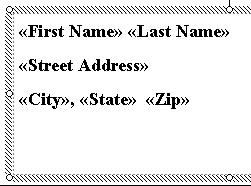 «First Name» «Last Name»
«Street Address»
«City», «State»  «Zip»